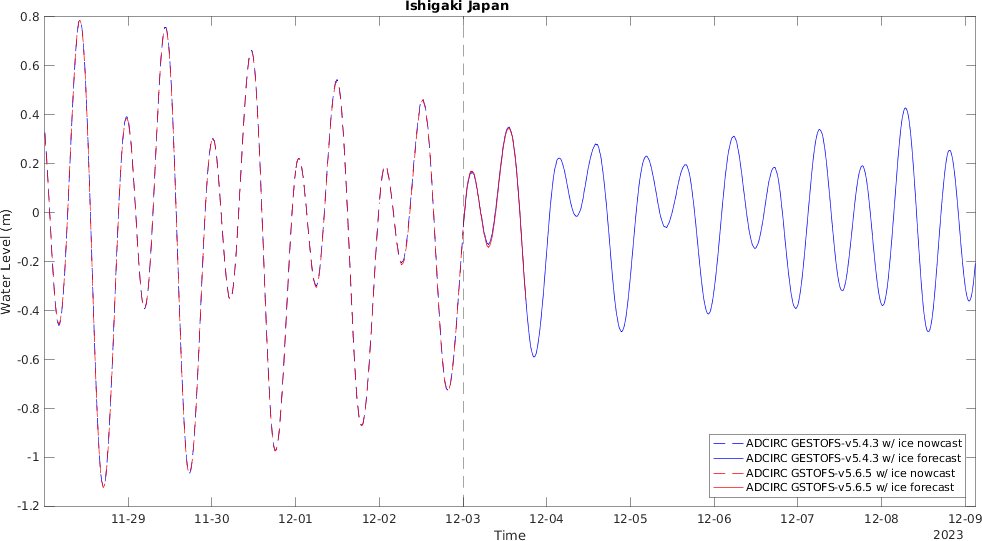 Ishigaki Japan
0.8
0.6
0.4
0.2
0
-0.2
-0.4
-0.6
-0.8
-1
-1.2
Water Level (m)
11-29 11-30 12-01 12-02 12-03 12-04 12-05 12-06 12-07 12-08 12-09
2023
Time
ADCIRC GESTOFS-v5.4.3 w/ ice nowcast
ADCIRC GESTOFS-v5.4.3 w/ ice forecast
ADCIRC GSTOFS-v5.6.5 w/ ice nowcast
ADCIRC GSTOFS-v5.6.5 w/ ice forecast